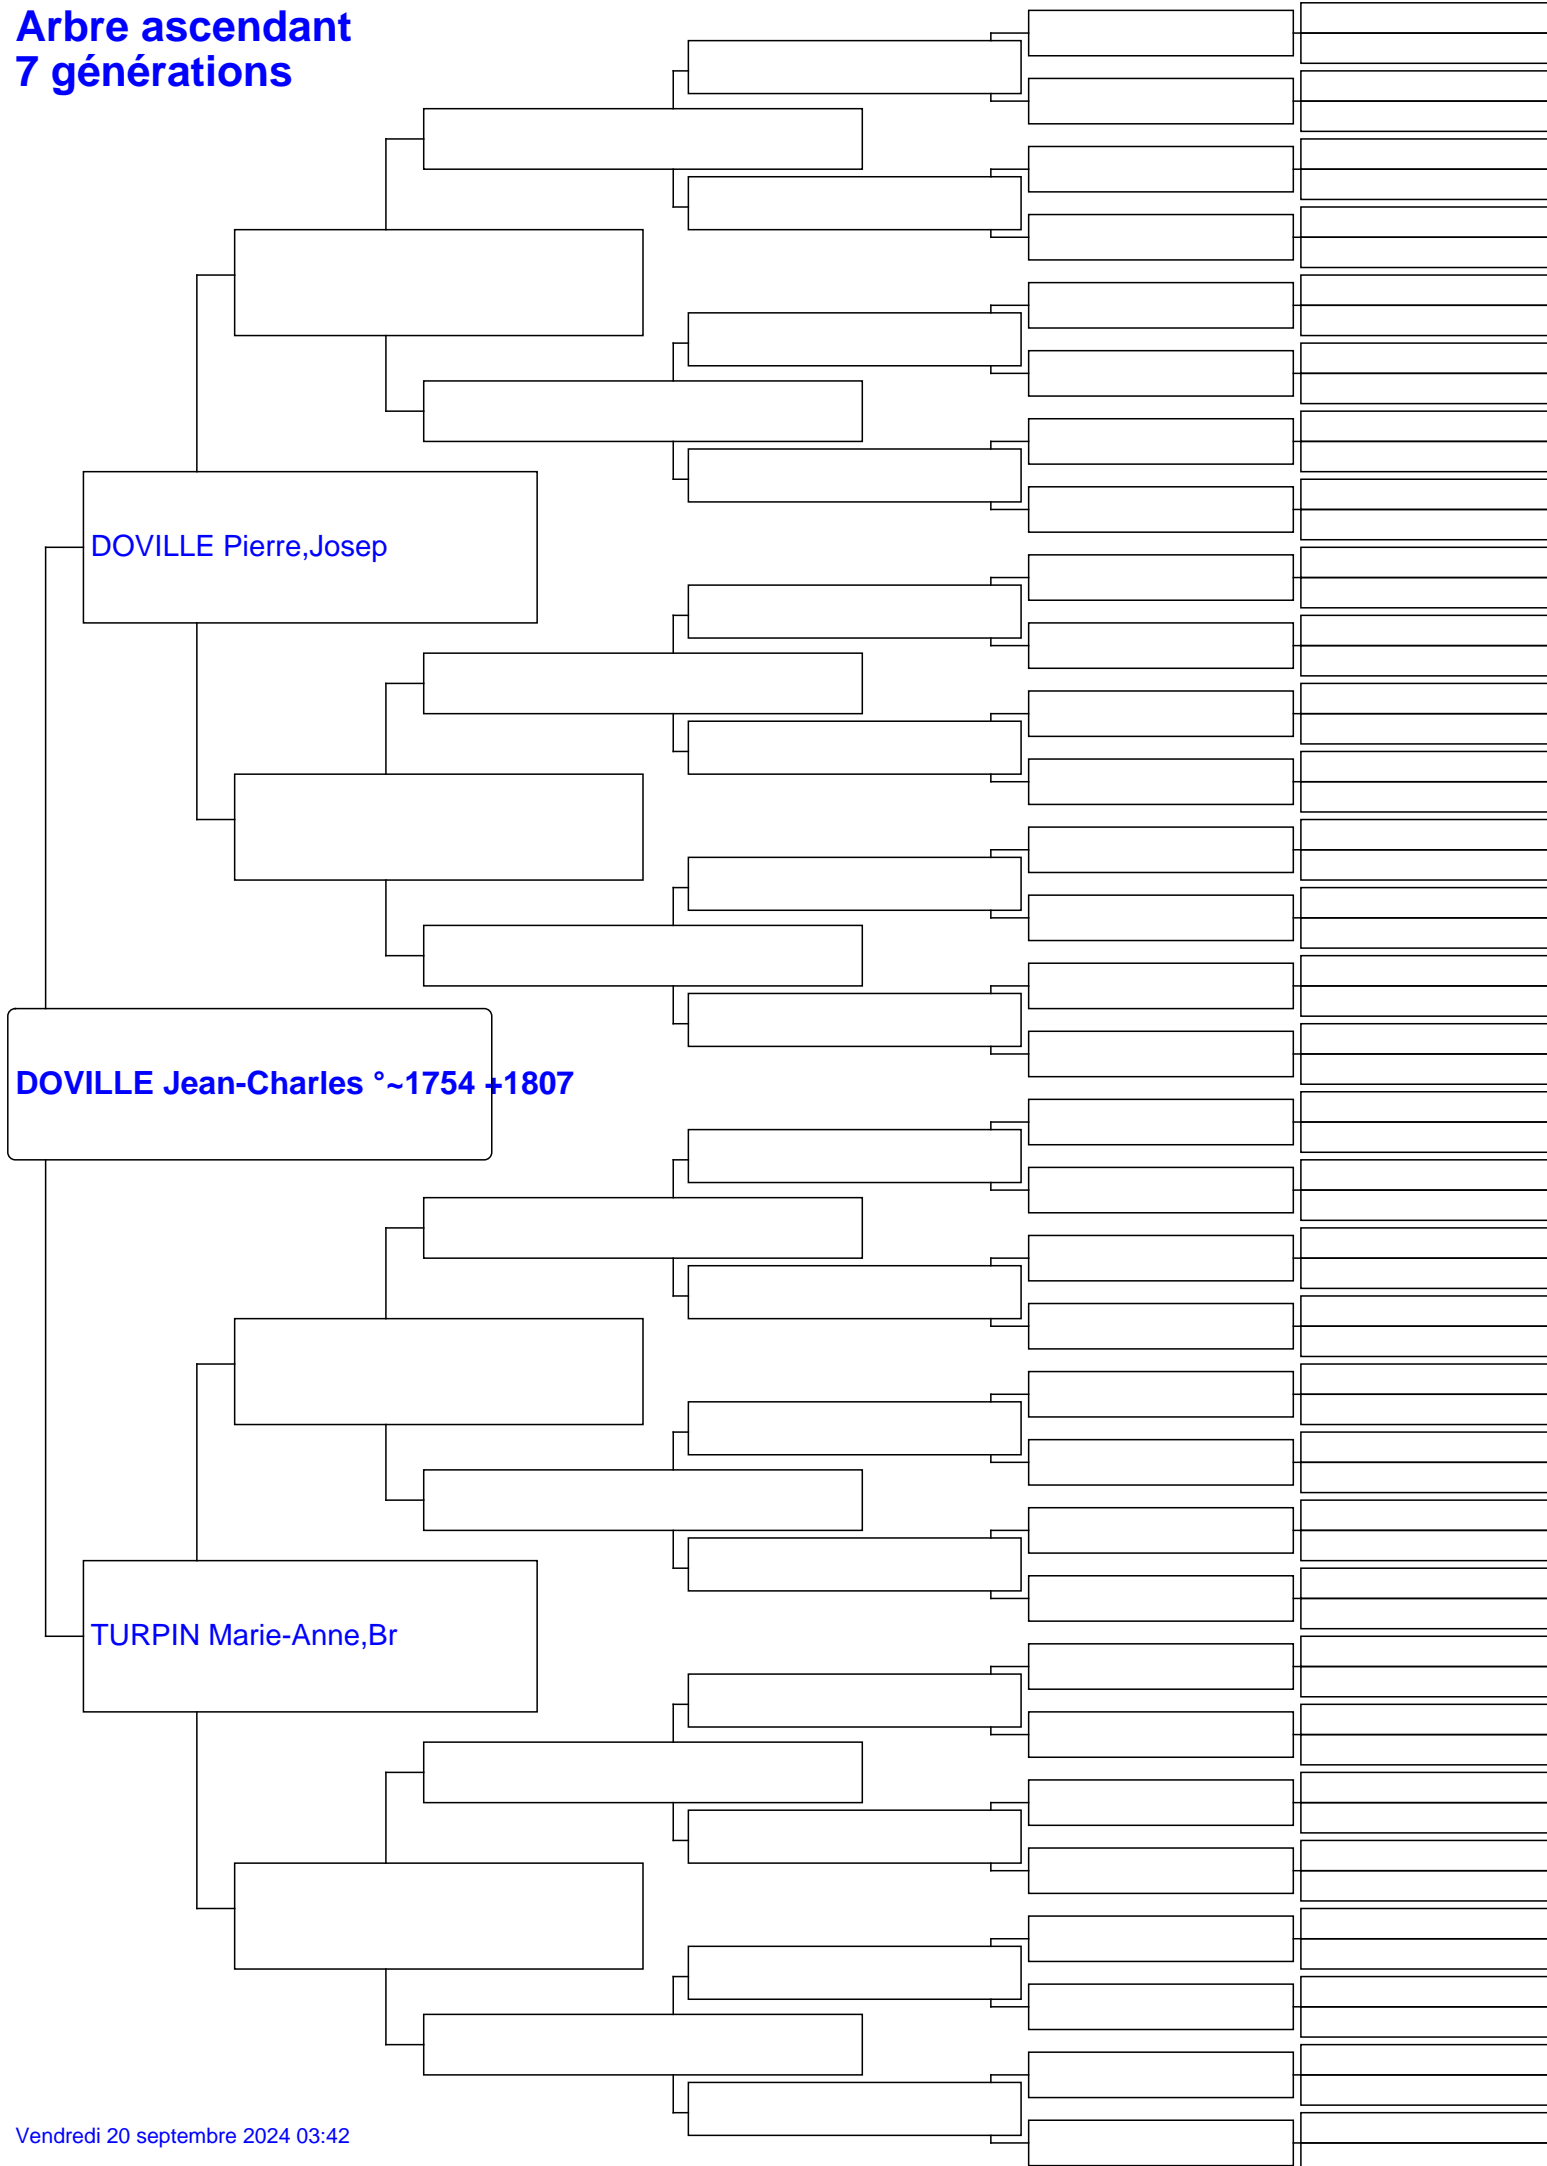 Arbre ascendant
7 générations
DOVILLE Pierre,Josep
DOVILLE Jean-Charles °~1754 +1807
TURPIN Marie-Anne,Br
Vendredi 20 septembre 2024 03:42